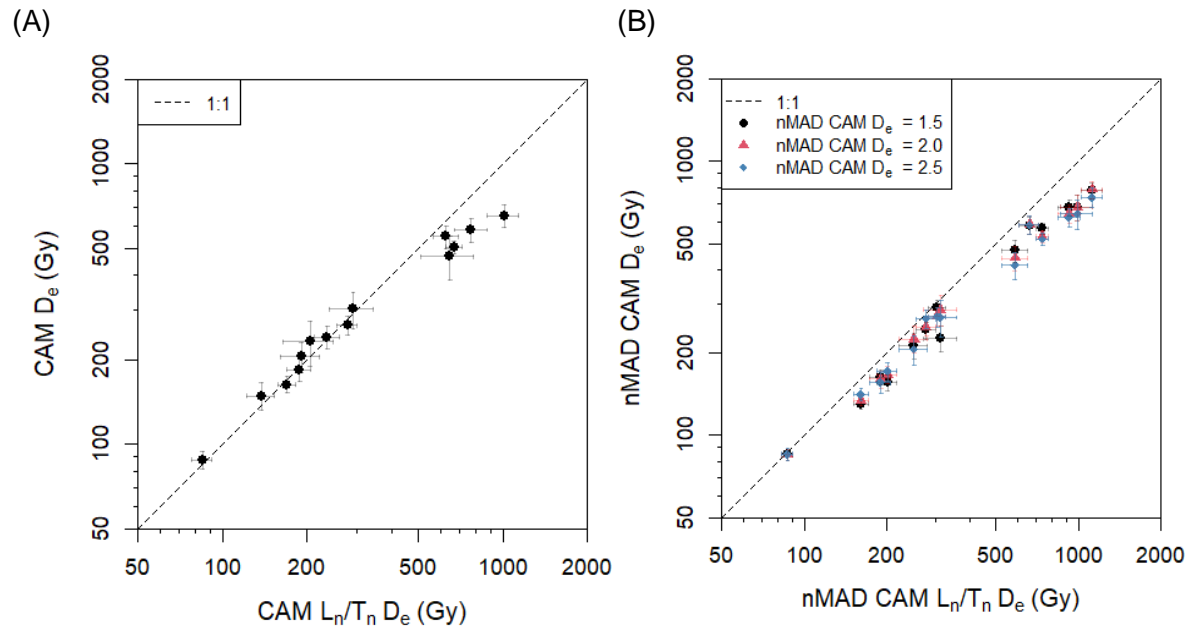 (A)
(B)
1:1
2000
1000
500
200
100
50
CAM Dₑ (Gy)
50 100 200 500 1000 2000
CAM Lₙ/Tₙ Dₑ (Gy)
1:1
nMAD CAM Dₑ = 1.5
nMAD CAM Dₑ = 2.0
nMAD CAM Dₑ = 2.5
2000
1000
500
200
100
50
nMAD CAM Dₑ (Gy)
50 100 200 500 1000 2000
nMAD CAM Lₙ/Tₙ Dₑ (Gy)